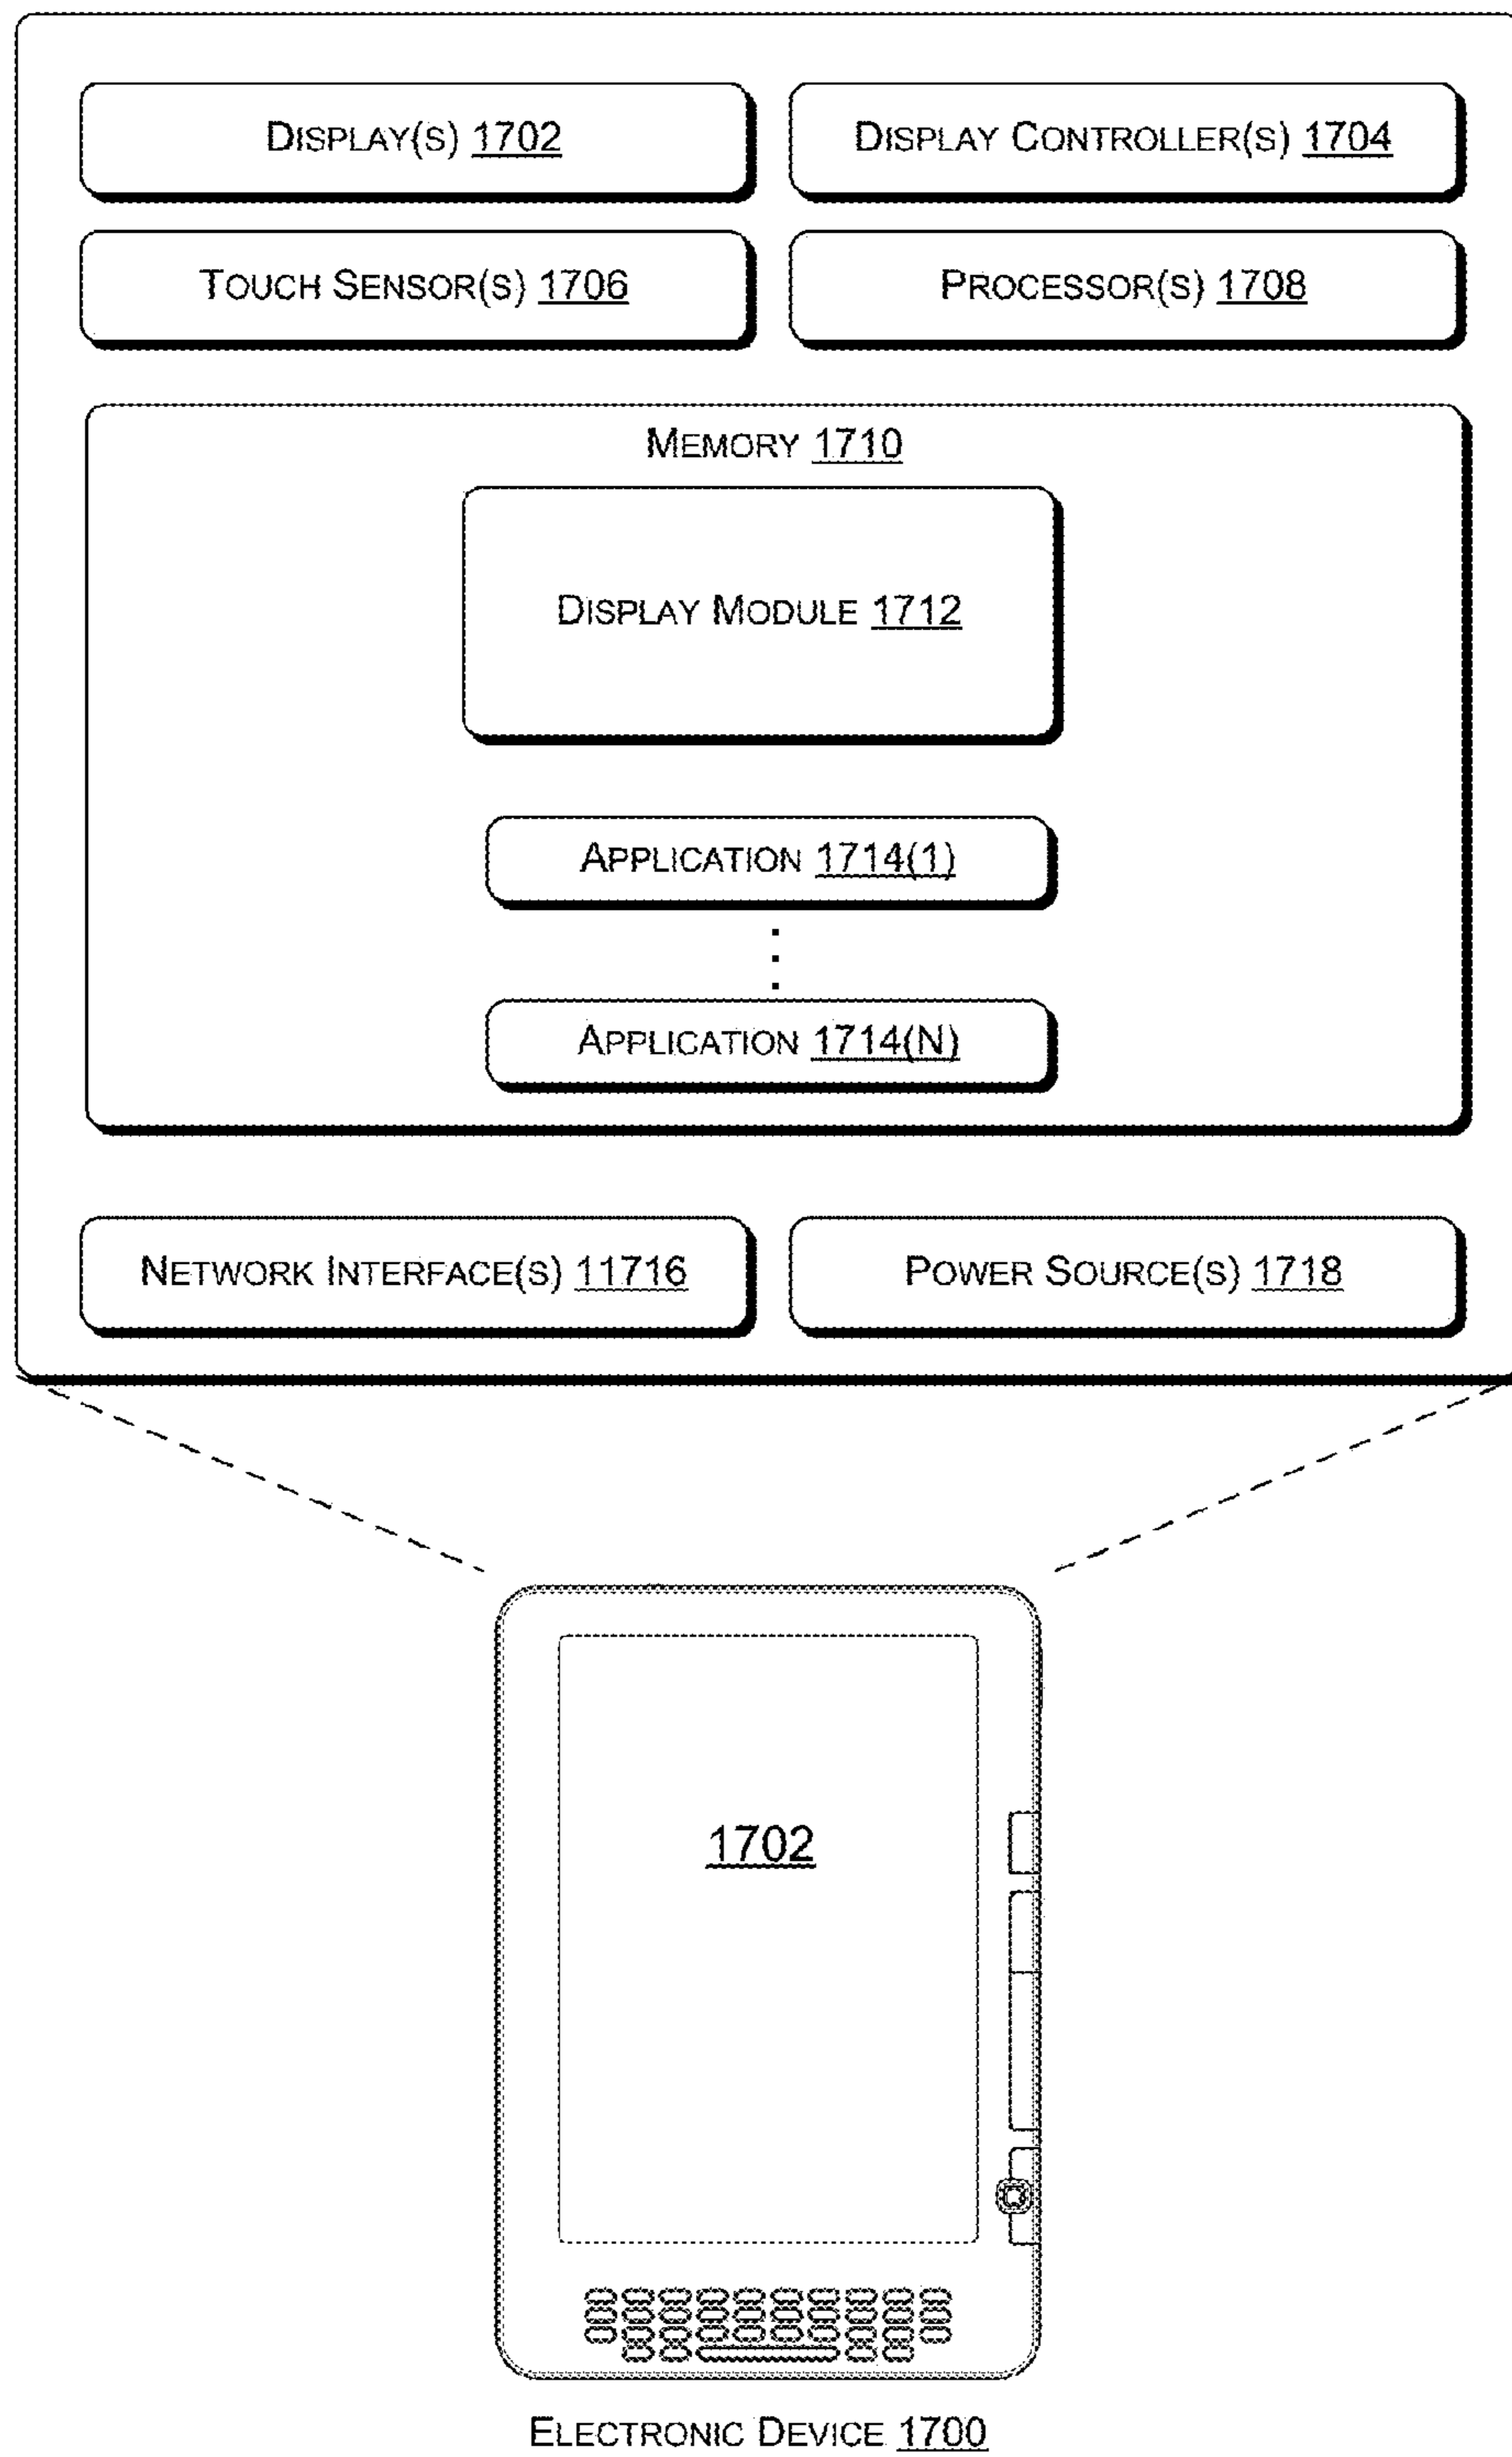 DISPLAY(S) 1702
DISPLAY CONTROLLER(S) 1704
TOUCH SENSOR(S) 1706
PROCESSOR(S) 1708
MEMORY 1710
DISPLAY MODULE 1712
APPLICATION 1714(1)
APPLICATION 1714(N)
NETWORK INTERFACE(S) 11716
POWER SOURCE(S) 1718
1702
ELECTRONIC DEVICE 1700